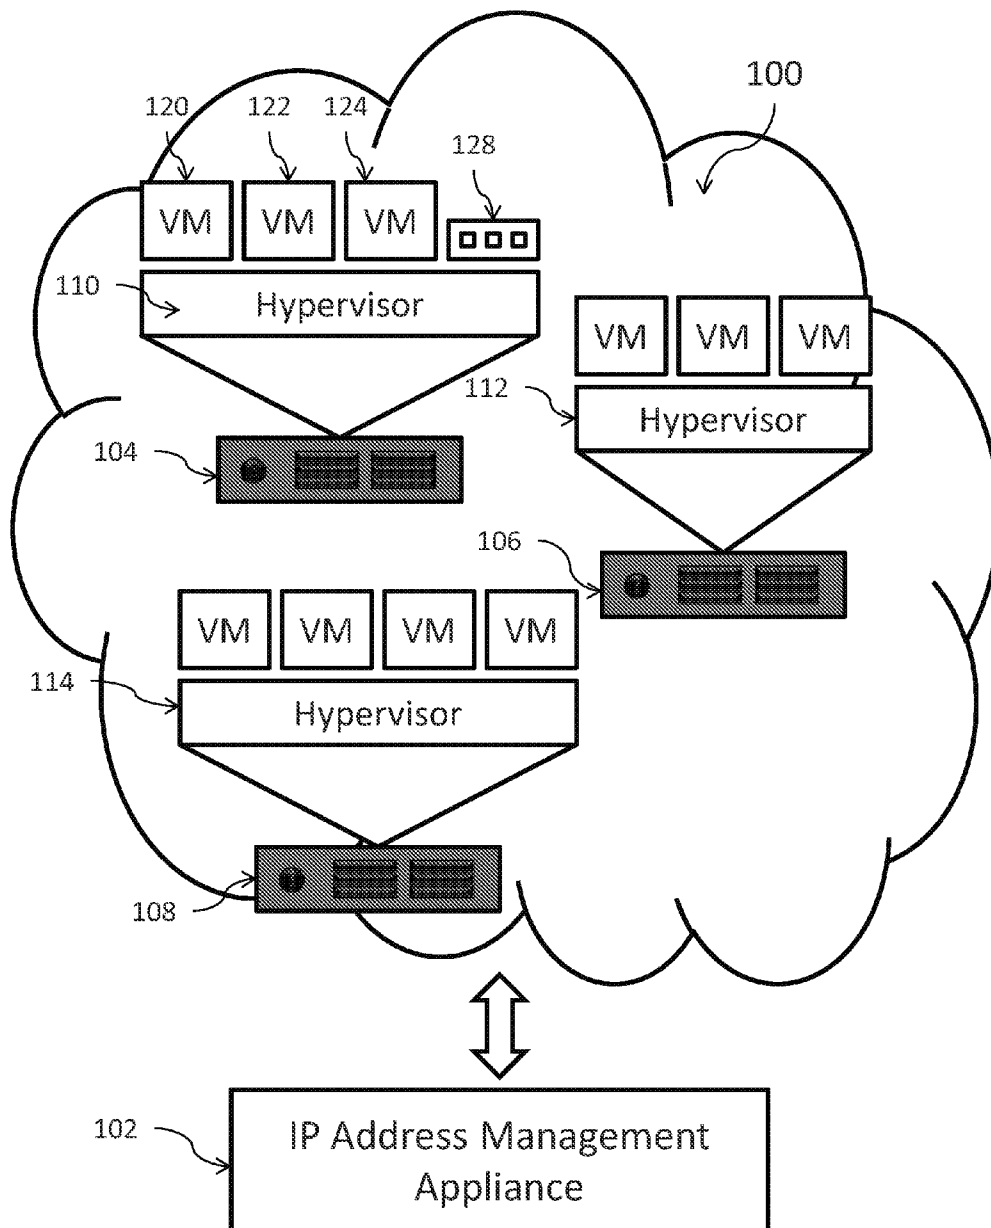 100
120
122
124
128
VM
VM
VM
110
Hypervisor
VM
VM
VM
112
Hypervisor
104
106
VM
VM
VM
VM
114
Hypervisor
108
102
IP Address Management
Appliance